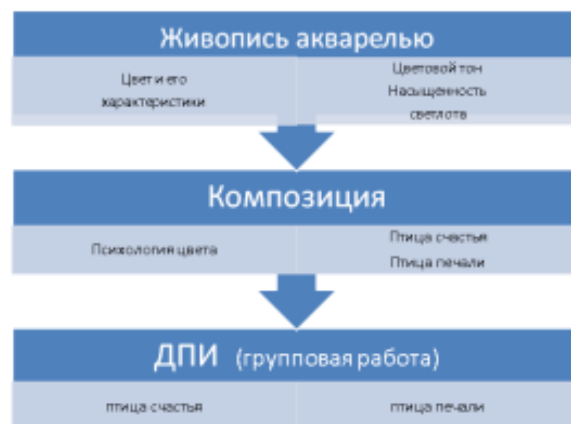 Живопись акварелью
Цвет и его
характеристики
Цветовой тон
Насыщенность
светлота
Композиция
Психология цвета
Птица счастья
Птица печали
ДПИ (групповая работа)
птица счастья
птица печали